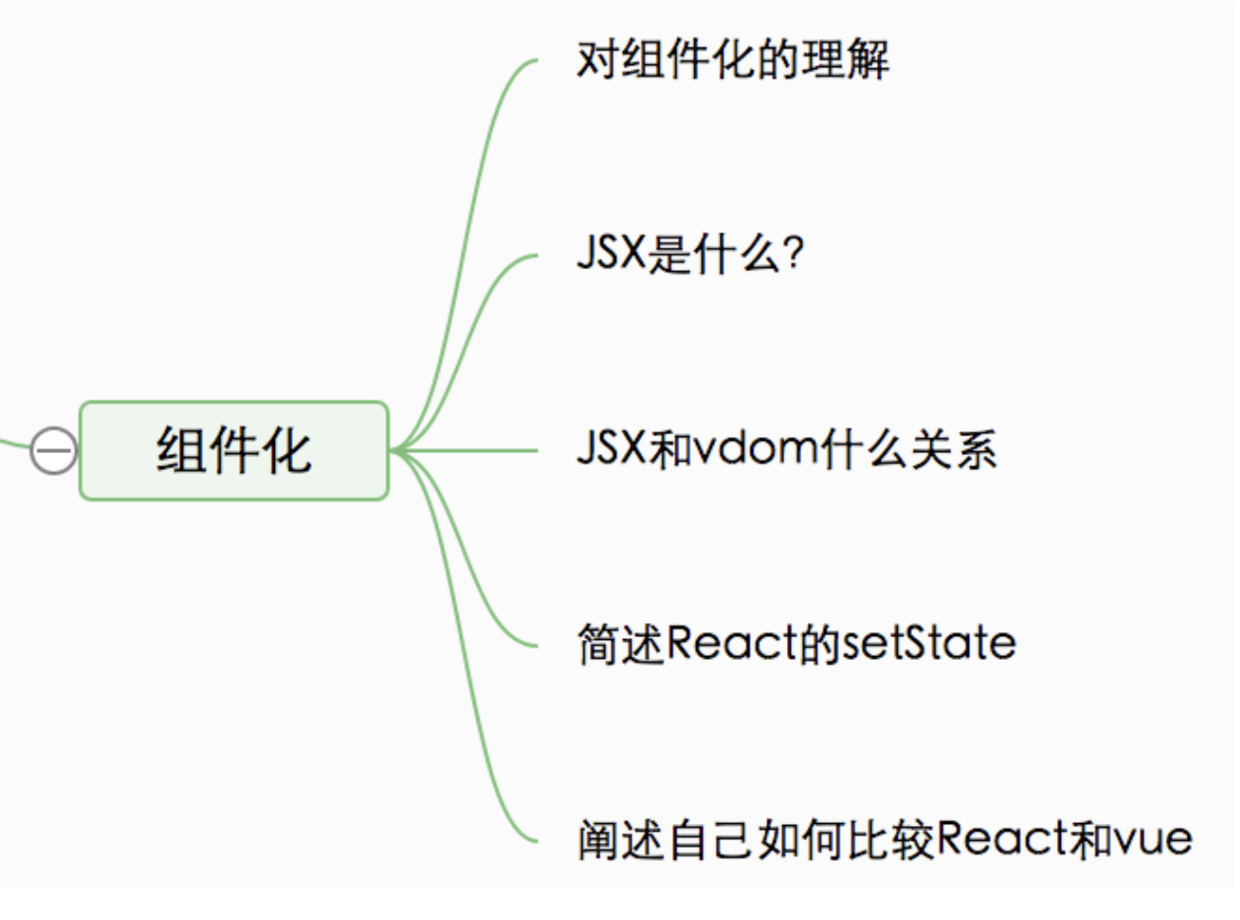 对组件化的理解
JSX是什么?
组件化
JSX和vdom什么关系
简述React的setState
阐述自己如何比较React和vue